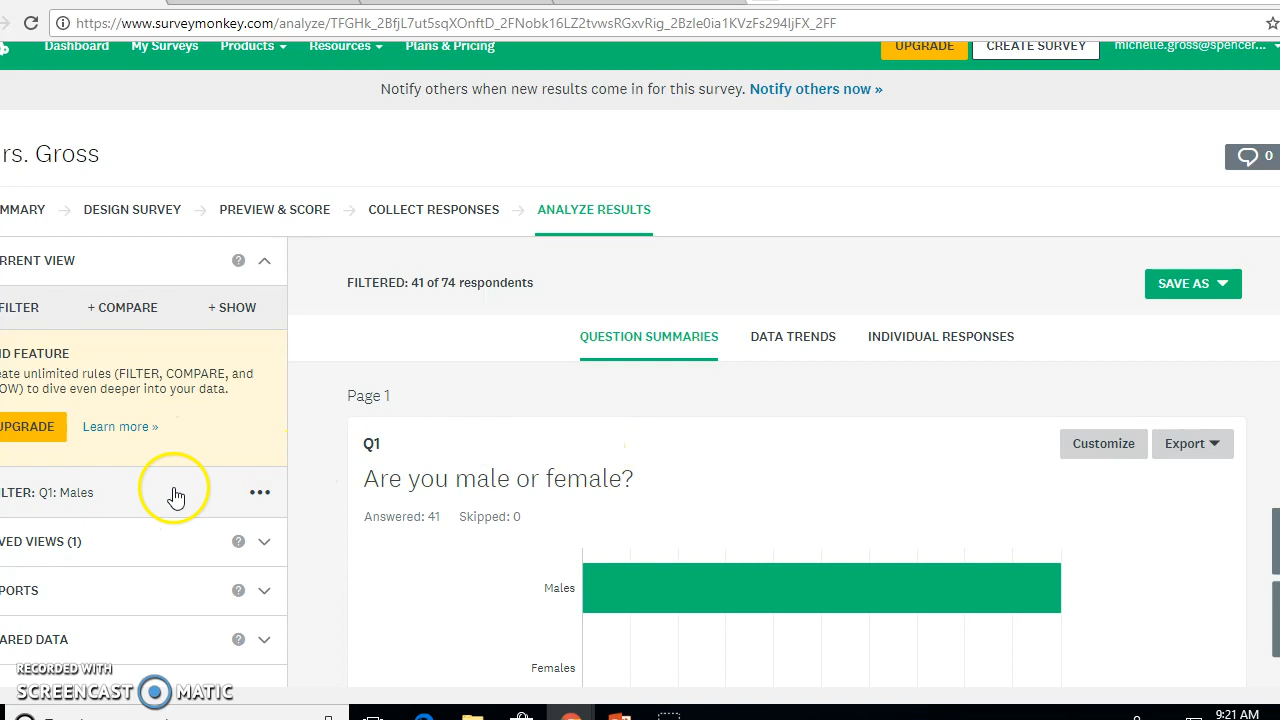 https://www.surveymonkey.com/analyze/TFGHk_2BfjL7ut5sqXOnftD_2FNobk16LZ2tvwsRGxvRig_2Bzle0ia1KVzFs294IjFX_2FF
Dashboard My Surveys Products Resources Plans & Pricing UPGRADE CREATE SURVEY michelle.gross@spencer...
Notify others when new results come in for this survey. Notify others now »
rs. Gross
0
MMARY DESIGN SURVEY PREVIEW & SCORE COLLECT RESPONSES ANALYZE RESULTS
RRENT VIEW ?
FILTERED: 41 of 74 respondents
SAVE AS
FILTER + COMPARE + SHOW
QUESTION SUMMARIES DATA TRENDS INDIVIDUAL RESPONSES
ID FEATURE
eate unlimited rules (FILTER, COMPARE, and
OW) to dive even deeper into your data.
UPGRADE Learn more »
Page 1
Q1
Customize Export
Are you male or female?
LTER: Q1: Males •••
Answered: 41 Skipped: 0
VED VIEWS (1) ?
PORTS ?
ARED DATA ?
Males
Females
RECORDED WITH
SCREENCAST MATIC
9:21 AM